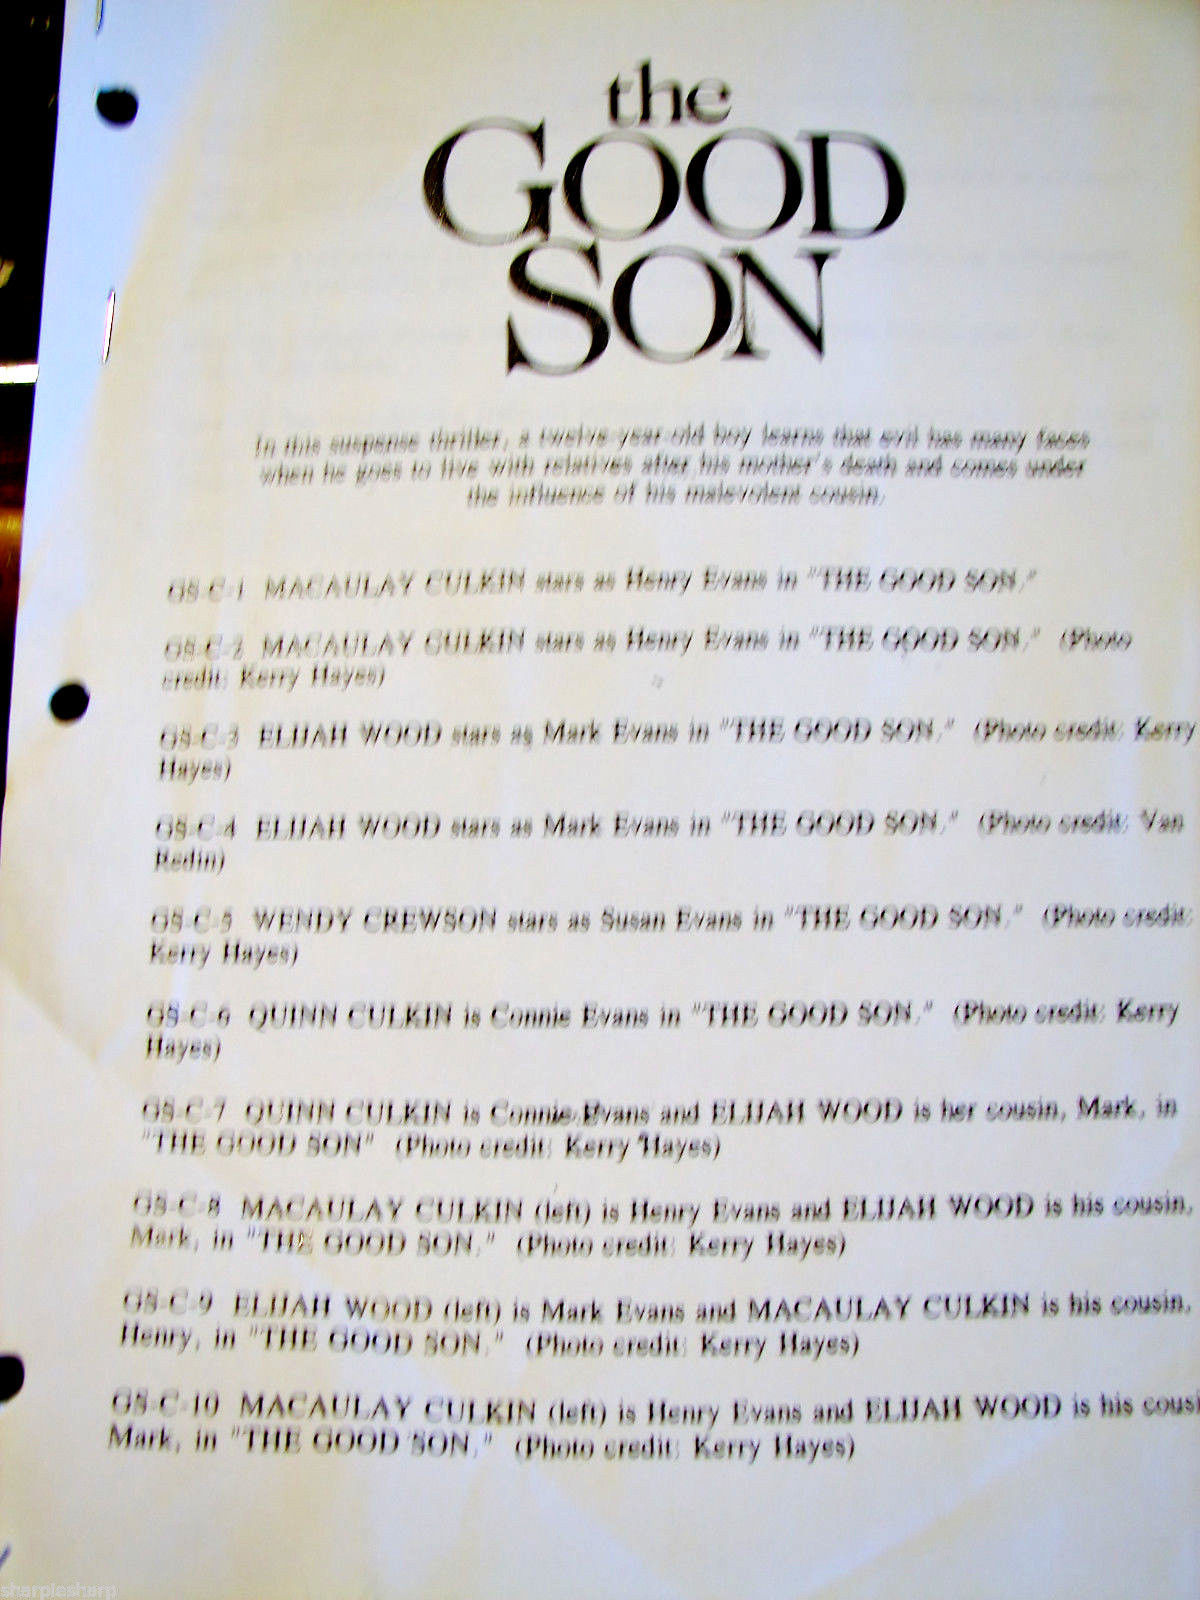 the
GOOD
SON
In this suspense thriller, a twelve-year-old boy learns that evil has many faces
when he goes to live with relatives after his mother's death and comes under
the influence of his malevolent cousin.
GS-C-1 MACAULAY CULKIN stars as Henry Evans in "THE GOOD SON."
GS-C-2 MACAULAY CULKIN stars as Henry Evans in "THE GOOD SON." (Photo
credit: Kerry Hayes)
GS-C-3 ELIJAH WOOD stars as Mark Evans in "THE GOOD SON." (Photo credit: Kerry
Hayes)
GS-C-4 ELIJAH WOOD stars as Mark Evans in "THE GOOD SON." (Photo credit: Van
Redin)
GS-C-5 WENDY CREWSON stars as Susan Evans in "THE GOOD SON." (Photo credit:
Kerry Hayes)
GS-C-6 QUINN CULKIN is Connie Evans in "THE GOOD SON." (Photo credit: Kerry
Hayes)
GS-C-7 QUINN CULKIN is Connie Evans and ELIJAH WOOD is her cousin, Mark, in
"THE GOOD SON" (Photo credit: Kerry Hayes)
GS-C-8 MACAULAY CULKIN (left) is Henry Evans and ELIJAH WOOD is his cousin,
Mark, in "THE GOOD SON." (Photo credit: Kerry Hayes)
GS-C-9 ELIJAH WOOD (left) is Mark Evans and MACAULAY CULKIN is his cousin,
Henry, in "THE GOOD SON." (Photo credit: Kerry Hayes)
GS-C-10 MACAULAY CULKIN (left) is Henry Evans and ELIJAH WOOD is his cousi
Mark, in "THE GOOD SON." (Photo credit: Kerry Hayes)
sharplesharp